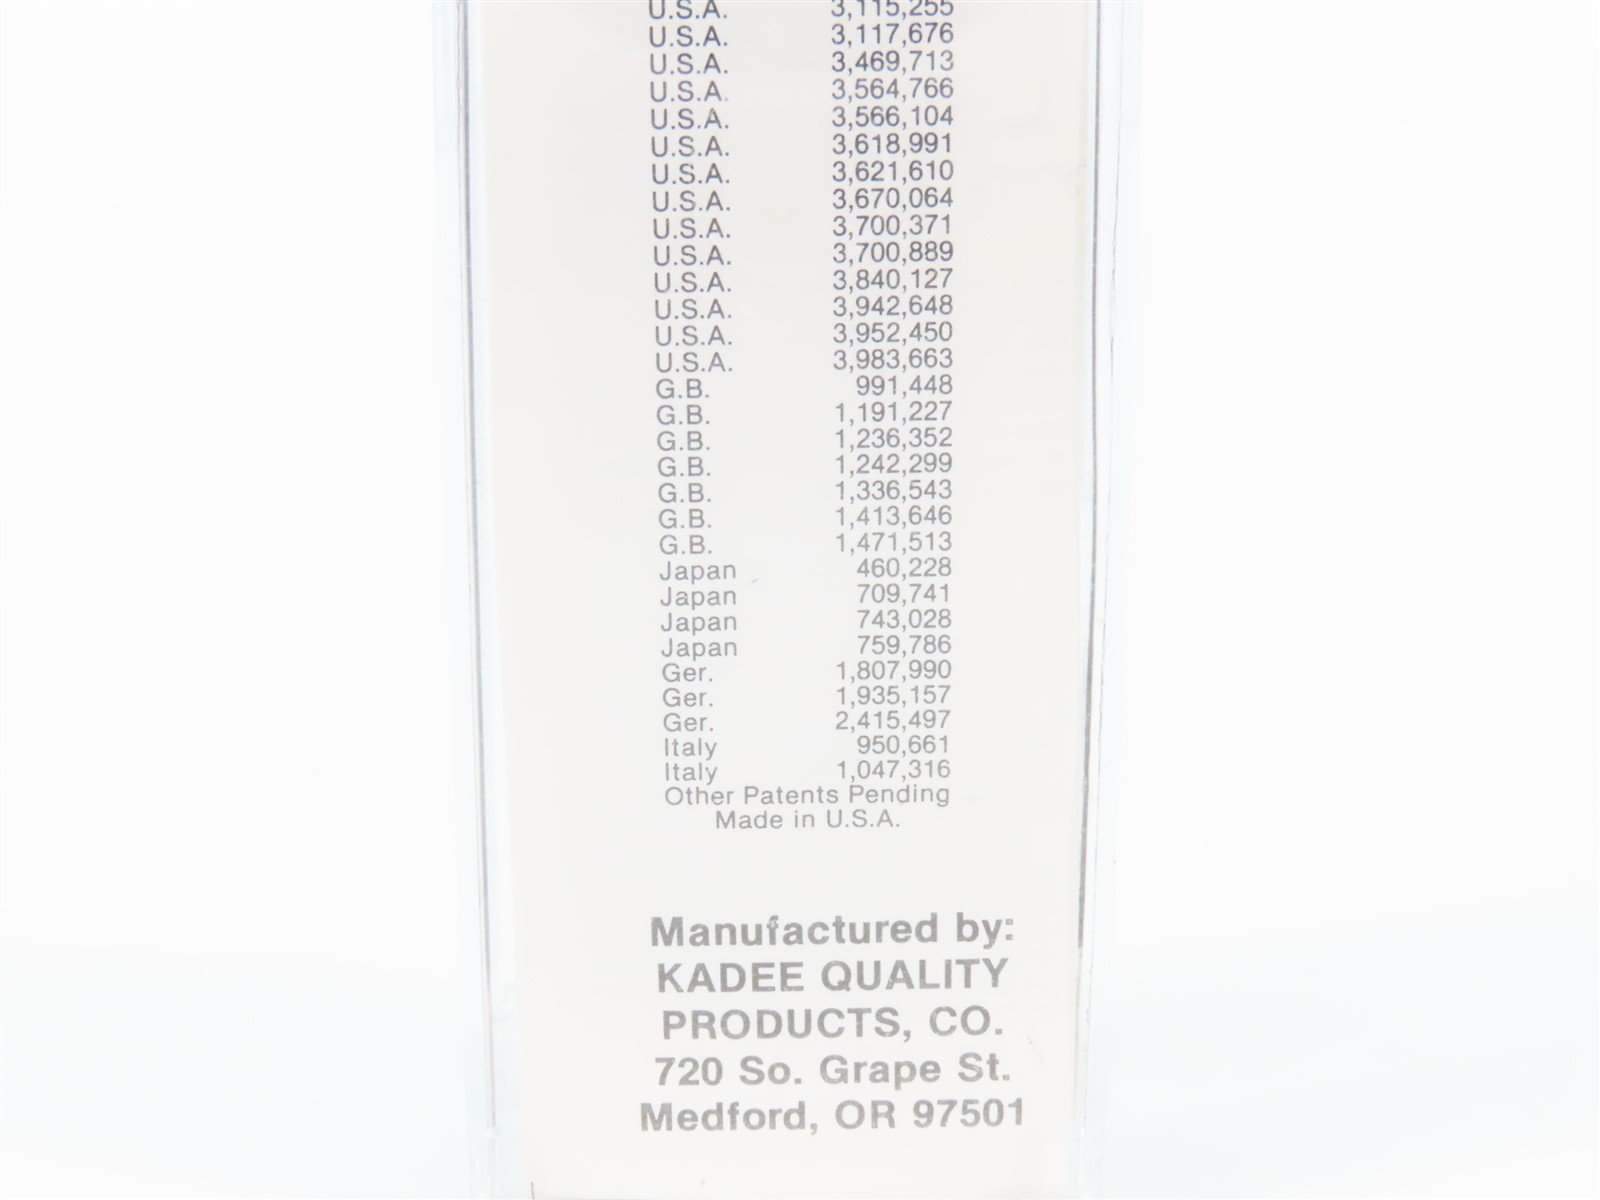 U.S.A. 3,115,255
U.S.A. 3,117,676
U.S.A. 3,469,713
U.S.A. 3,564,766
U.S.A. 3,566,104
U.S.A. 3,618,991
U.S.A. 3,621,610
U.S.A. 3,670,064
U.S.A. 3,700,371
U.S.A. 3,700,889
U.S.A. 3,840,127
U.S.A. 3,942,648
U.S.A. 3,952,450
U.S.A. 3,983,663
G.B. 991,448
G.B. 1,191,227
G.B. 1,236,352
G.B. 1,242,299
G.B. 1,336,543
G.B. 1,413,646
G.B. 1,471,513
Japan 460,228
Japan 709,741
Japan 743,028
Japan 759,786
Ger. 1,807,990
Ger. 1,935,157
Ger. 2,415,497
Italy 950,661
Italy 1,047,316
Other Patents Pending
Made in U.S.A.
Manufactured by:
KADEE QUALITY
PRODUCTS, CO.
720 So. Grape St.
Medford, OR 97501